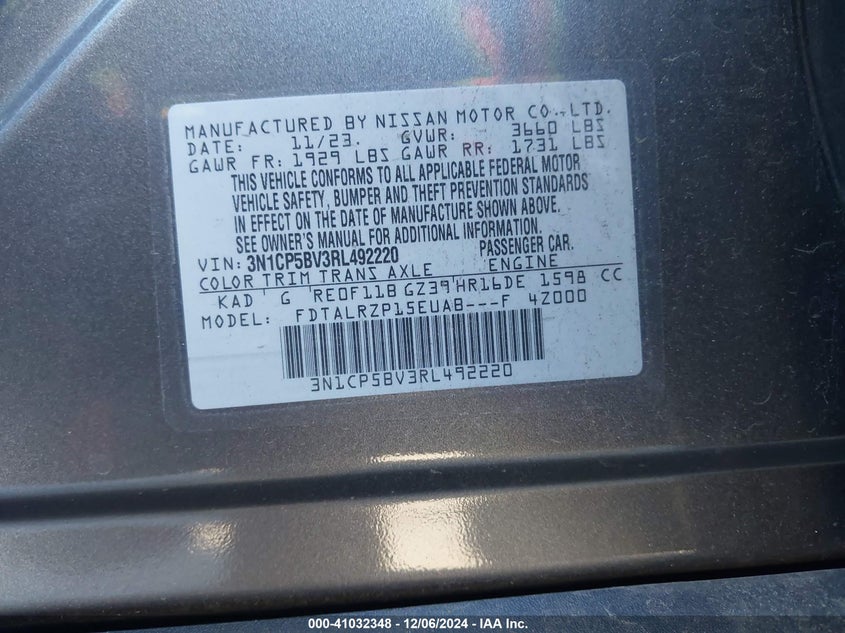 MANUFACTURED BY NISSAN MOTOR CO.,LTD.
DATE: 11/23. GVWR: 3660 LBS
GAWR FR: 1929 LBS GAWR RR: 1731 LBS
THIS VEHICLE CONFORMS TO ALL APPLICABLE FEDERAL MOTOR
VEHICLE SAFETY, BUMPER AND THEFT PREVENTION STANDARDS
IN EFFECT ON THE DATE OF MANUFACTURE SHOWN ABOVE.
SEE OWNER'S MANUAL FOR ADDITIONAL INFORMATION.
VIN: 3N1CP5BV3RL492220 PASSENGER CAR.
COLOR TRIM TRANS AXLE ENGINE
KAD G RE0F11B GZ39 HR16DE 1598 CC
MODEL: FDTALRZP15EUAB---F 4Z000
3N1CP5BV3RL492220
000-41032348 - 12/06/2024 - IAA Inc.